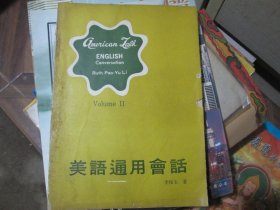 American Talk
ENGLISH
Conversation
Ruth Pao Yu Li
Volume II
美語通用會話